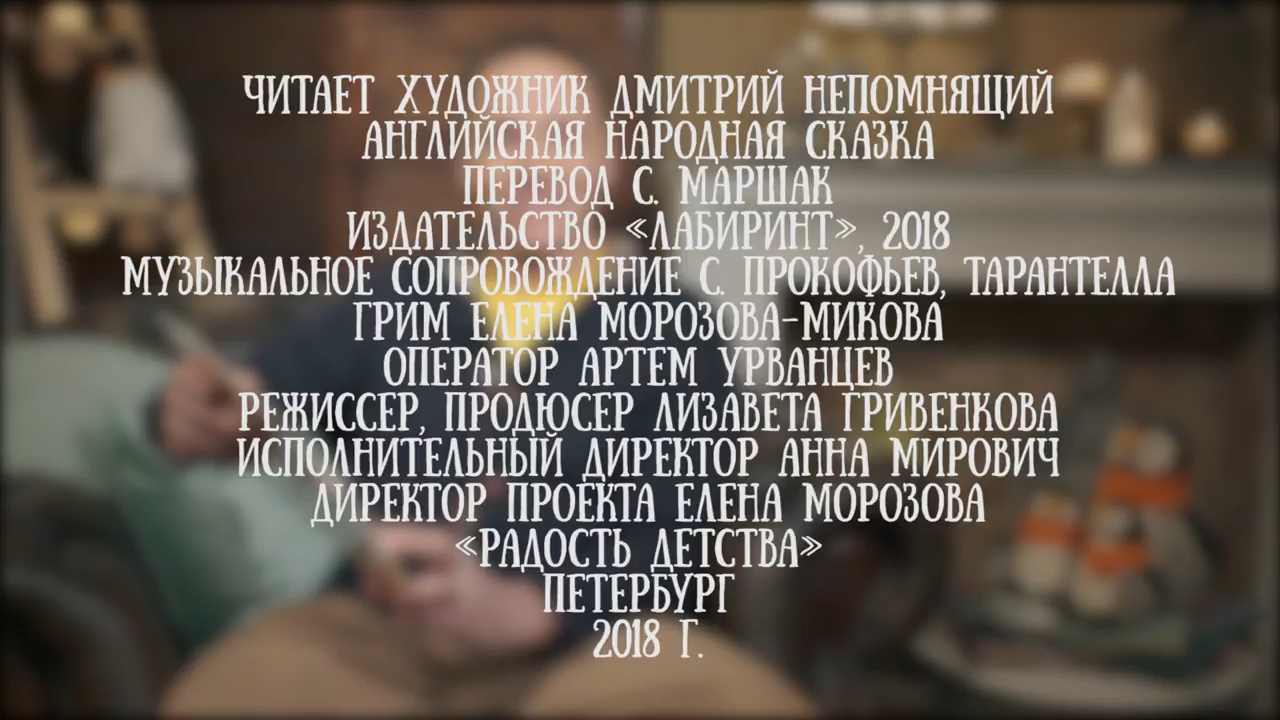 ЧИТАЕТ ХУДОЖНИК ДМИТРИЙ НЕПОМНЯЩИЙ
АНГЛИЙСКАЯ НАРОДНАЯ СКАЗКА
ПЕРЕВОД С. МАРШАК
ИЗДАТЕЛЬСТВО «ЛАБИРИНТ», 2018
МУЗЫКАЛЬНОЕ СОПРОВОЖДЕНИЕ С. ПРОКОФЬЕВ, ТАРАНТЕЛЛА
ГРИМ ЕЛЕНА МОРОЗОВА-МИКОВА
ОПЕРАТОР АРТЕМ УРВАНЦЕВ
РЕЖИССЕР, ПРОДЮСЕР ЛИЗАВЕТА ГРИВЕНКОВА
ИСПОЛНИТЕЛЬНЫЙ ДИРЕКТОР АННА МИРОВИЧ
ДИРЕКТОР ПРОЕКТА ЕЛЕНА МОРОЗОВА
«РАДОСТЬ ДЕТСТВА»
ПЕТЕРБУРГ
2018 Г.